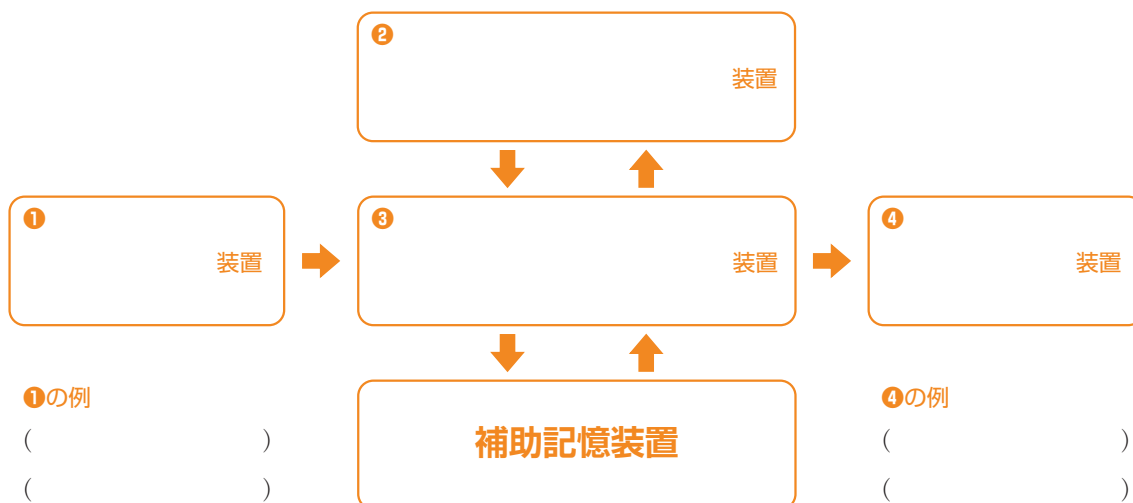 ❷
装置
❶
装置
❸
装置
❹
装置
❶の例
(　　　　　　　　)
(　　　　　　　　)
補助記憶装置
❹の例
(　　　　　　　　)
(　　　　　　　　)